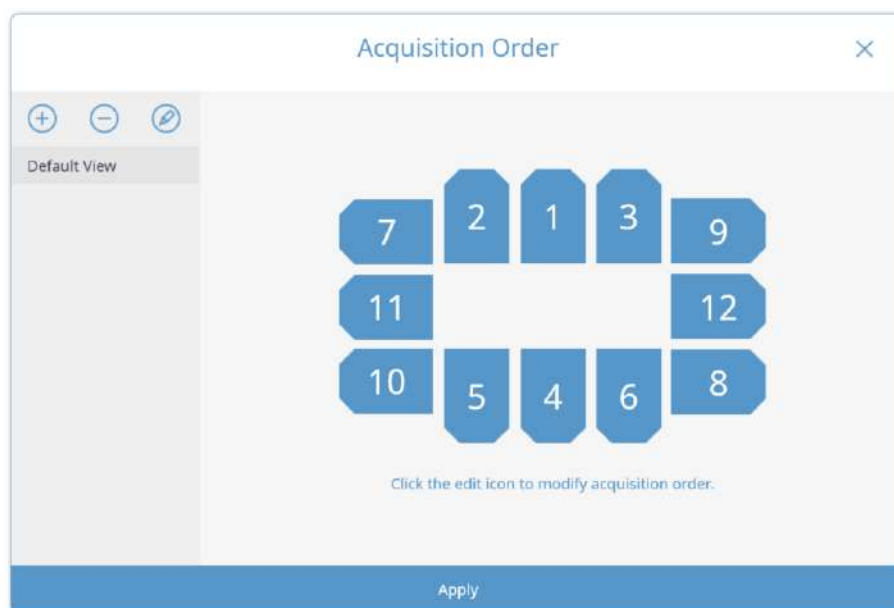 Acquisition Order
Default View
2 1 3
7 9
11 12
10 8
5 4 6
Click the edit icon to modify acquisition order.
Apply